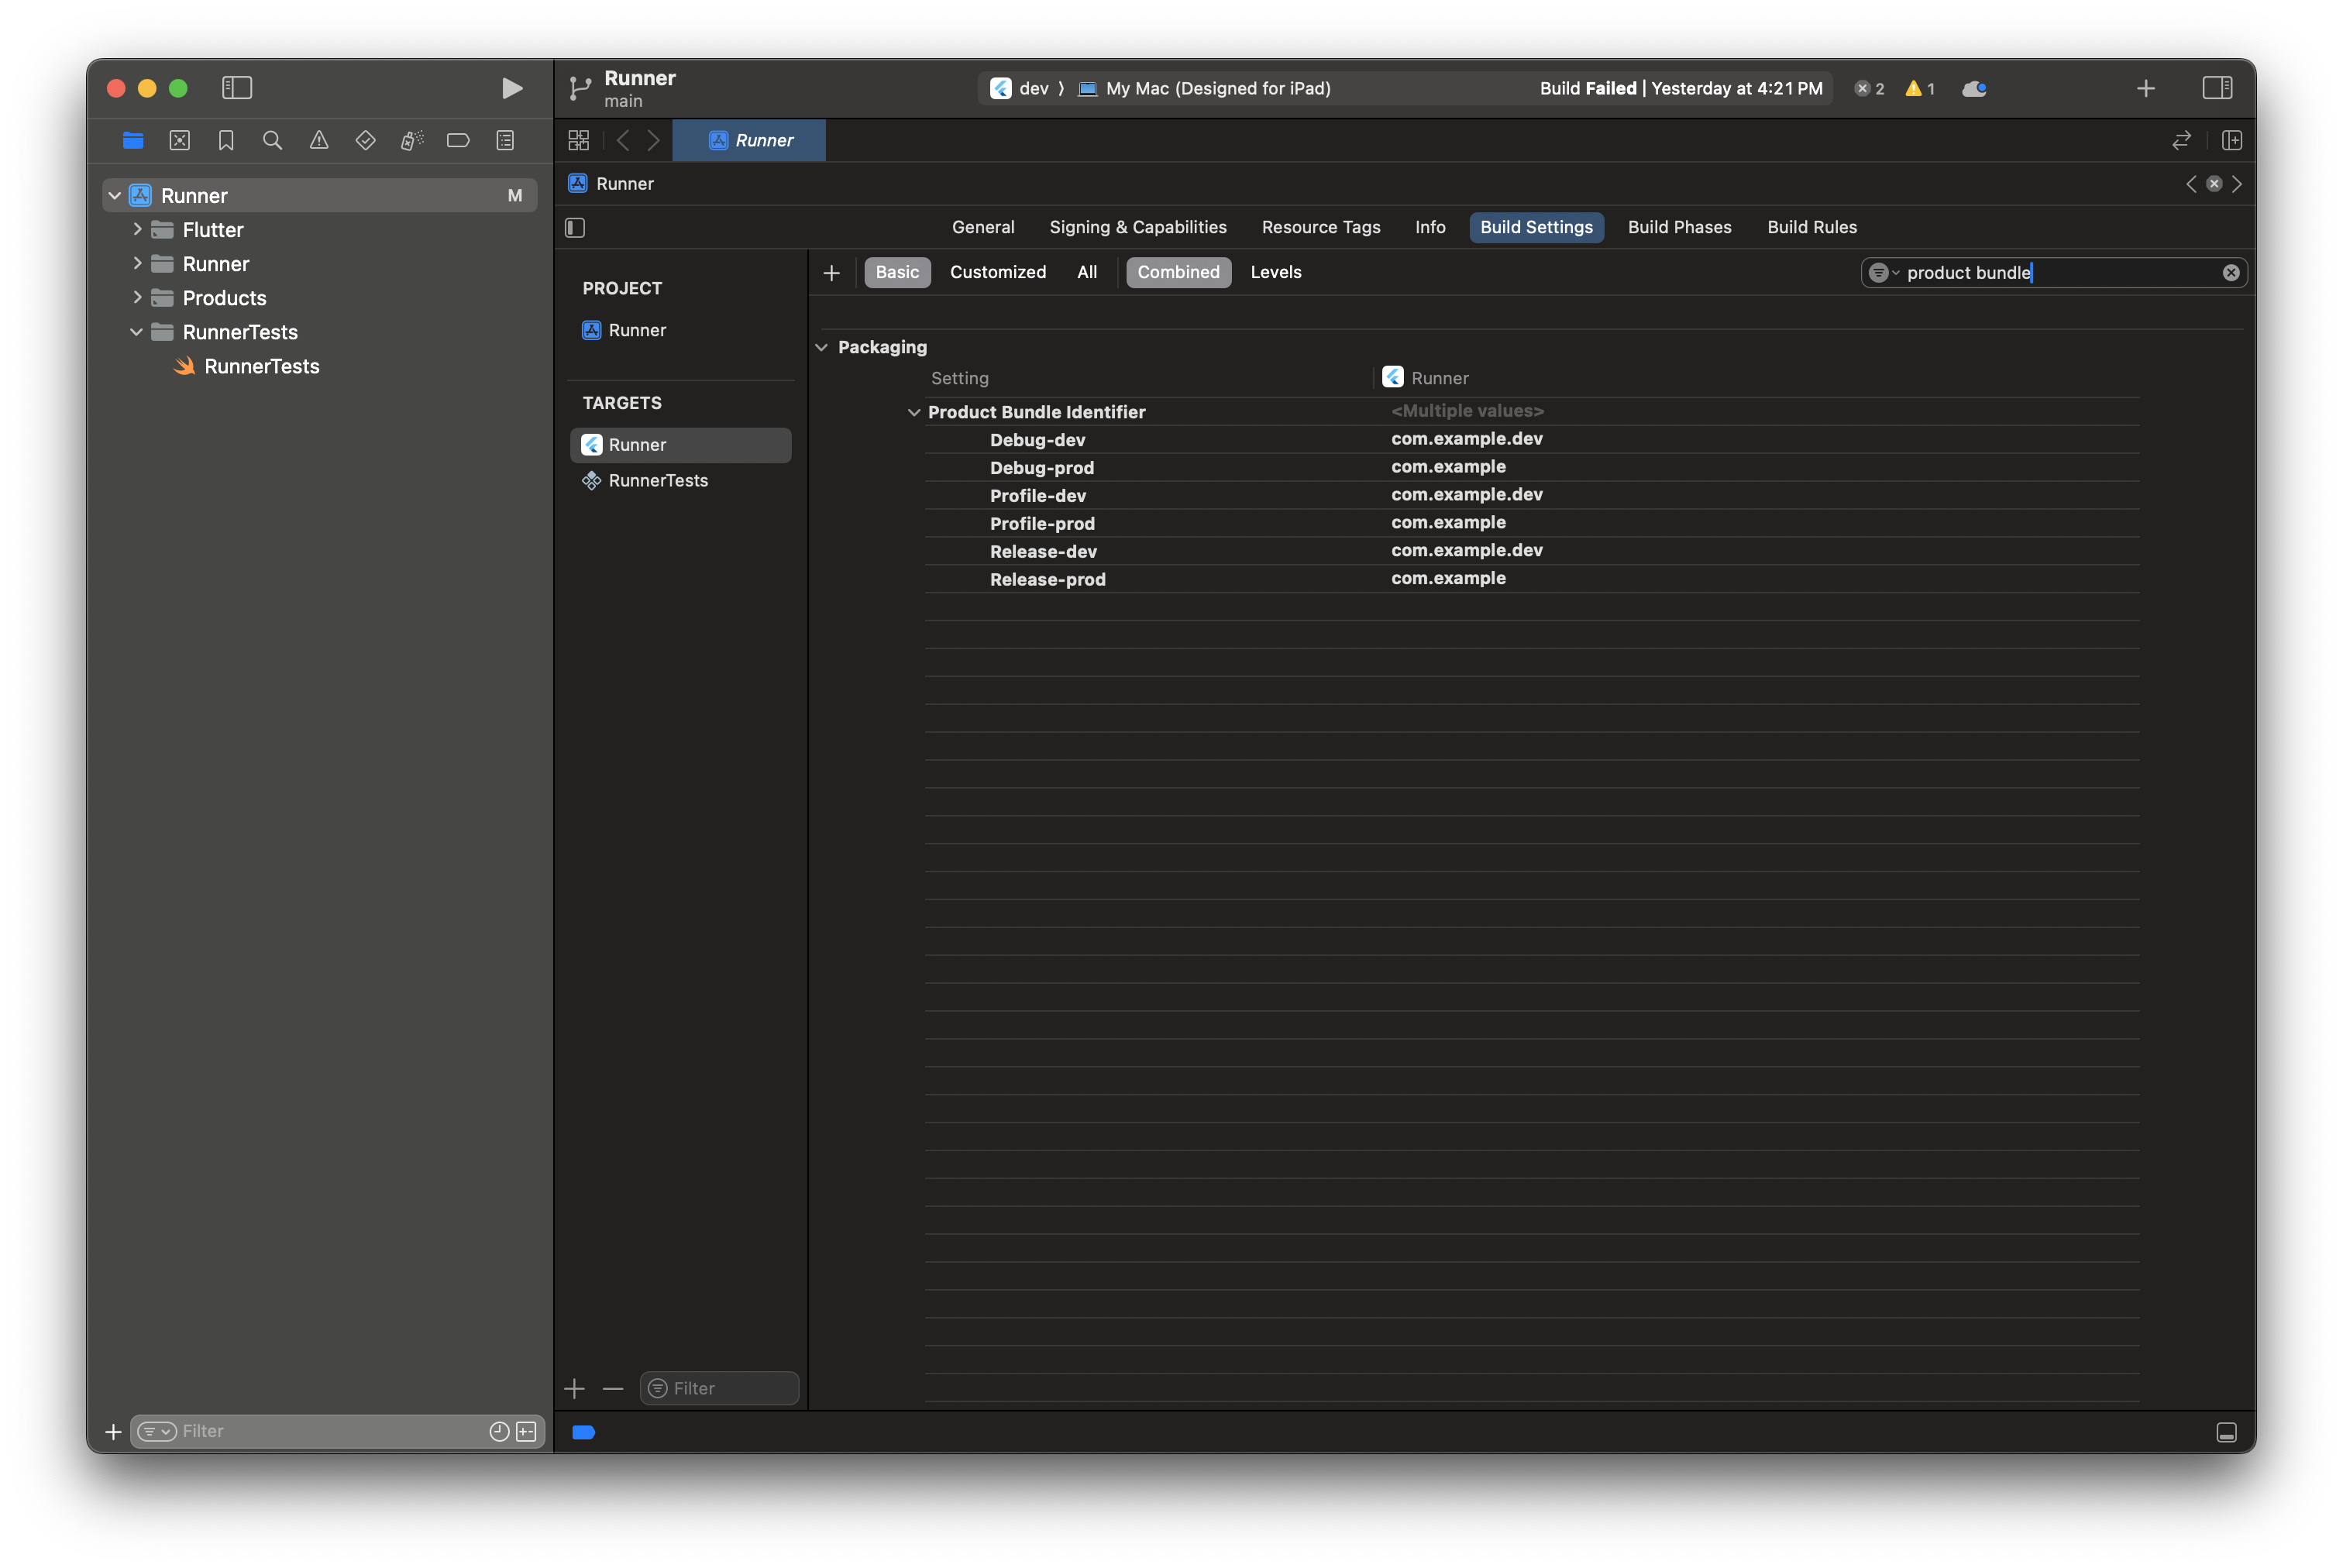 Runner
main
dev
My Mac (Designed for iPad)
Build Failed | Yesterday at 4:21 PM
2
1
Runner
Runner M
Flutter
Runner
Products
RunnerTests
RunnerTests
Runner
General Signing & Capabilities Resource Tags Info Build Settings Build Phases Build Rules
PROJECT
Runner
TARGETS
Runner
RunnerTests
Basic Customized All Combined Levels
product bundle
Packaging
Setting Runner
Product Bundle Identifier <Multiple values>
Debug-dev com.example.dev
Debug-prod com.example
Profile-dev com.example.dev
Profile-prod com.example
Release-dev com.example.dev
Release-prod com.example
Filter
Filter